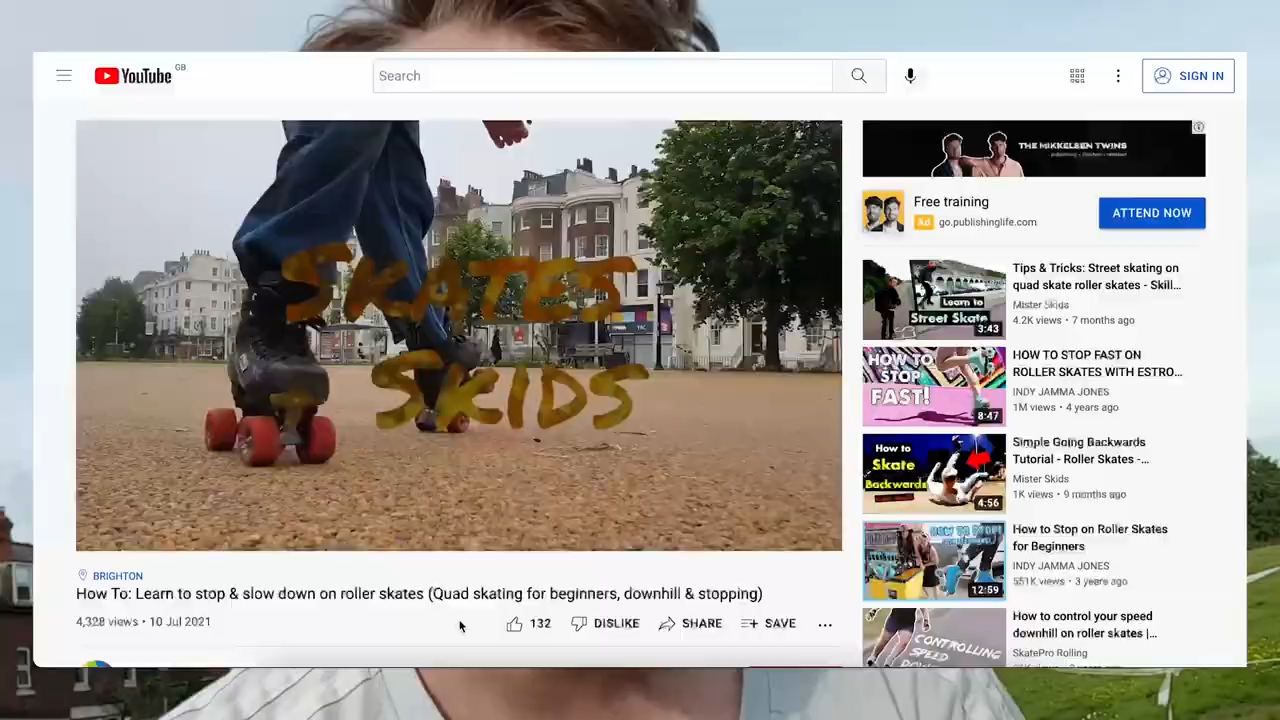 YouTube GB
Search
SIGN IN
SKATES
SKIDS
THE MIKKELSEN TWINS
Free training
Ad go.publishinglife.com
ATTEND NOW
Learn to
Street Skate
3:43
Tips & Tricks: Street skating on
quad skate roller skates - Skill...
Mister Skids
4.2K views • 7 months ago
HOW TO
STOP
FAST!
8:47
HOW TO STOP FAST ON
ROLLER SKATES WITH ESTRO...
INDY JAMMA JONES
1M views • 4 years ago
How to
Skate
Backwards
4:56
Simple Going Backwards
Tutorial - Roller Skates -...
Mister Skids
1K views • 9 months ago
HOW TO STOP!
12:59
How to Stop on Roller Skates
for Beginners
INDY JAMMA JONES
551K views • 3 years ago
CONTROLLING
SPEED
How to control your speed
downhill on roller skates |...
SkatePro Rolling
BRIGHTON
How To: Learn to stop & slow down on roller skates (Quad skating for beginners, downhill & stopping)
4,328 views • 10 Jul 2021
132
DISLIKE
SHARE
SAVE
...